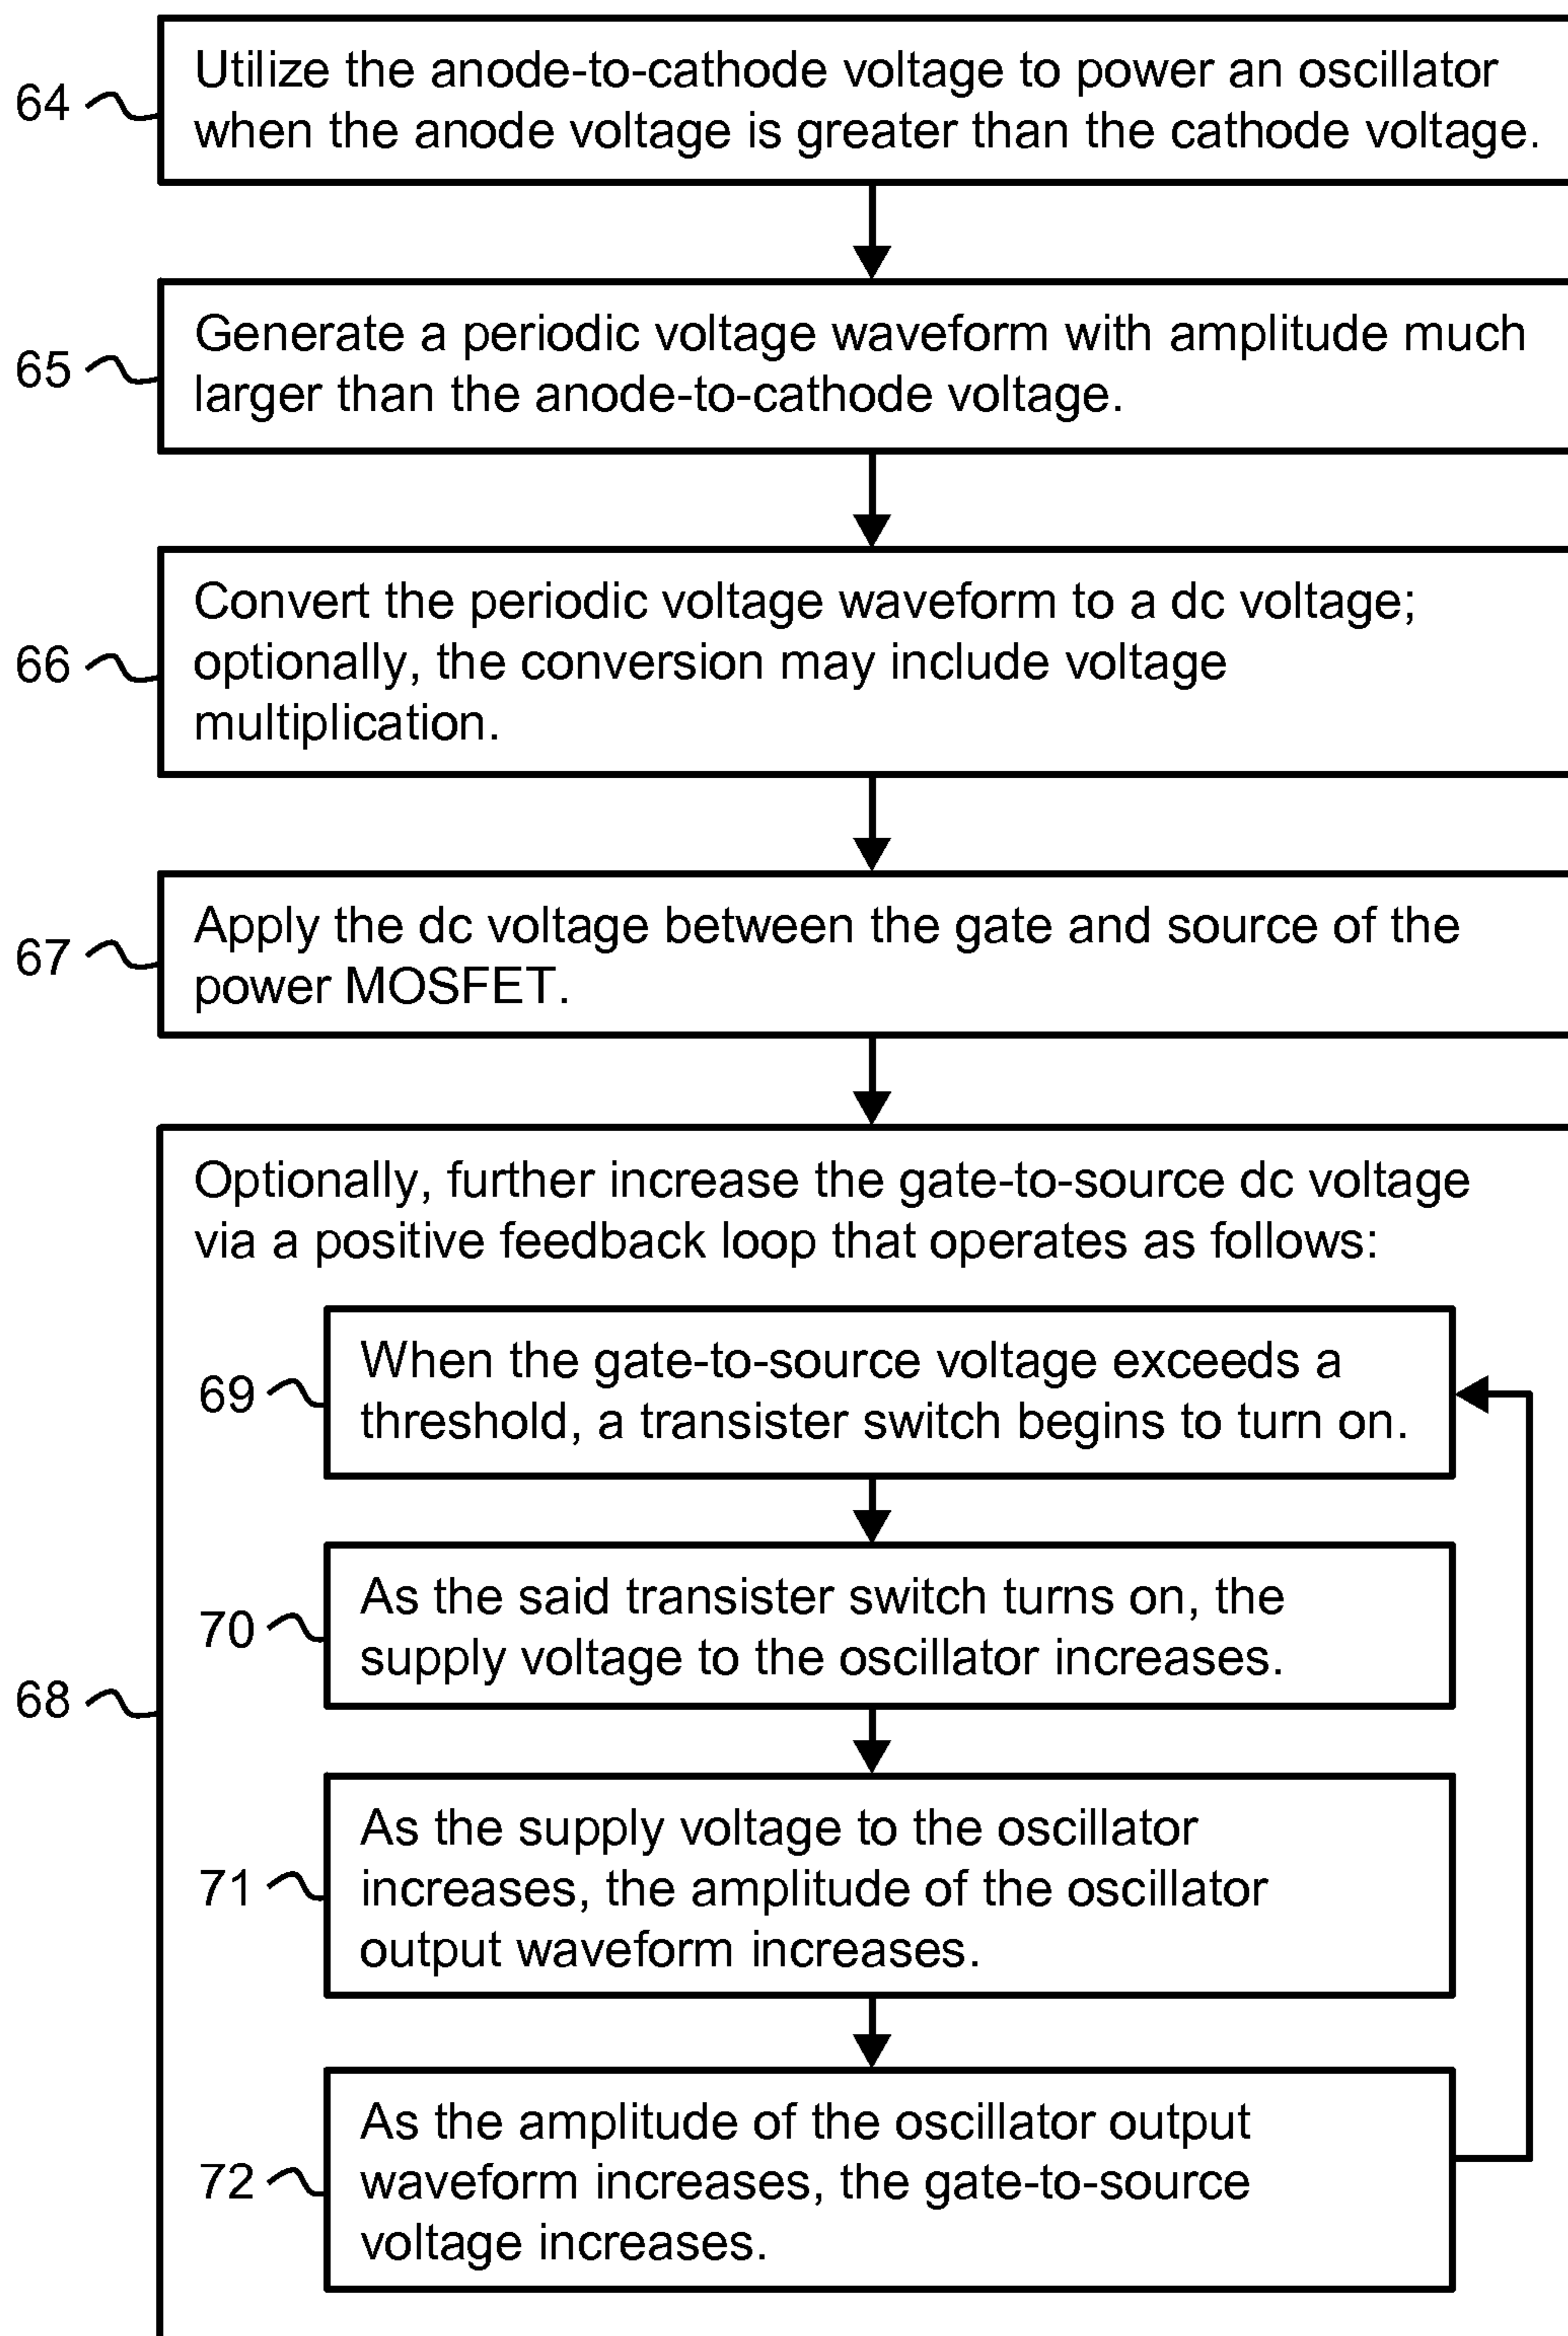 64
Utilize the anode-to-cathode voltage to power an oscillator
when the anode voltage is greater than the cathode voltage.
65
Generate a periodic voltage waveform with amplitude much
larger than the anode-to-cathode voltage.
66
Convert the periodic voltage waveform to a dc voltage;
optionally, the conversion may include voltage
multiplication.
67
Apply the dc voltage between the gate and source of the
power MOSFET.
68
Optionally, further increase the gate-to-source dc voltage
via a positive feedback loop that operates as follows:
69
When the gate-to-source voltage exceeds a
threshold, a transister switch begins to turn on.
70
As the said transister switch turns on, the
supply voltage to the oscillator increases.
71
As the supply voltage to the oscillator
increases, the amplitude of the oscillator
output waveform increases.
72
As the amplitude of the oscillator output
waveform increases, the gate-to-source
voltage increases.